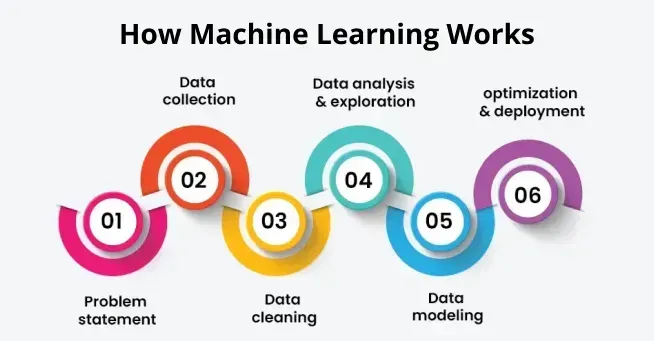 How Machine Learning Works
01
Problem
statement
02
Data
collection
03
Data
cleaning
04
Data analysis
& exploration
05
Data
modeling
06
optimization
& deployment